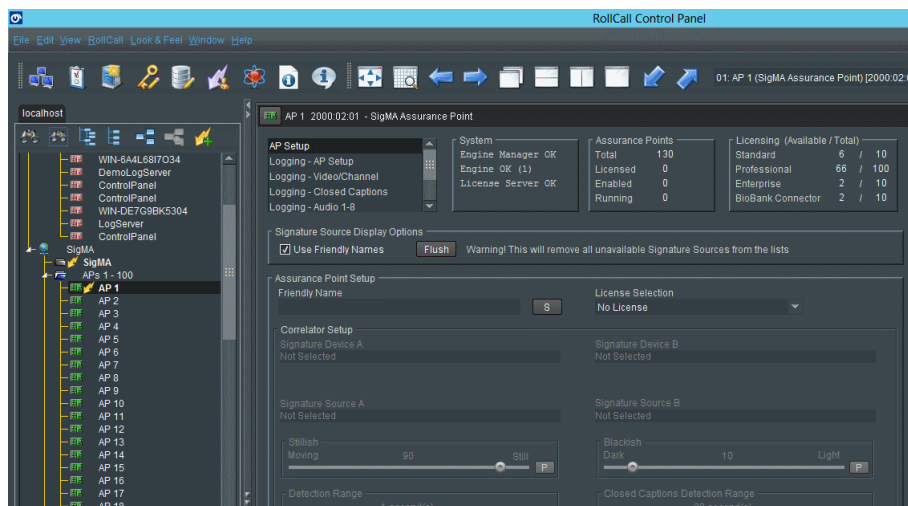 RollCall Control Panel
File Edit View RollCall Look & Feel Window Help
01: AP 1 (SigMA Assurance Point) [2000:02:0
localhost
WIN-6A4L68I7O34
DemoLogServer
ControlPanel
ControlPanel
WIN-DE7G9BK5304
LogServer
ControlPanel
SigMA
SigMA
APs 1 - 100
AP 1
AP 2
AP 3
AP 4
AP 5
AP 6
AP 7
AP 8
AP 9
AP 10
AP 11
AP 12
AP 13
AP 14
AP 15
AP 16
AP 17
AP 18
AP 1 2000:02:01 - SigMA Assurance Point
AP Setup
Logging - AP Setup
Logging - Video/Channel
Logging - Closed Captions
Logging - Audio 1-8
System
Engine Manager OK
Engine OK (1)
License Server OK
Assurance Points
Total 130
Licensed 0
Enabled 0
Running 0
Licensing (Available / Total)
Standard 6 / 10
Professional 66 / 100
Enterprise 2 / 10
BioBank Connector 2 / 10
Signature Source Display Options
Use Friendly Names Flush Warning! This will remove all unavailable Signature Sources from the lists
Assurance Point Setup
Friendly Name
S
License Selection
No License
Correlator Setup
Signature Device A
Not Selected
Signature Device B
Not Selected
Signature Source A
Not Selected
Signature Source B
Not Selected
Stillish
Moving 90 Still
P
Blackish
Dark 10 Light
P
Detection Range
Closed Captions Detection Range